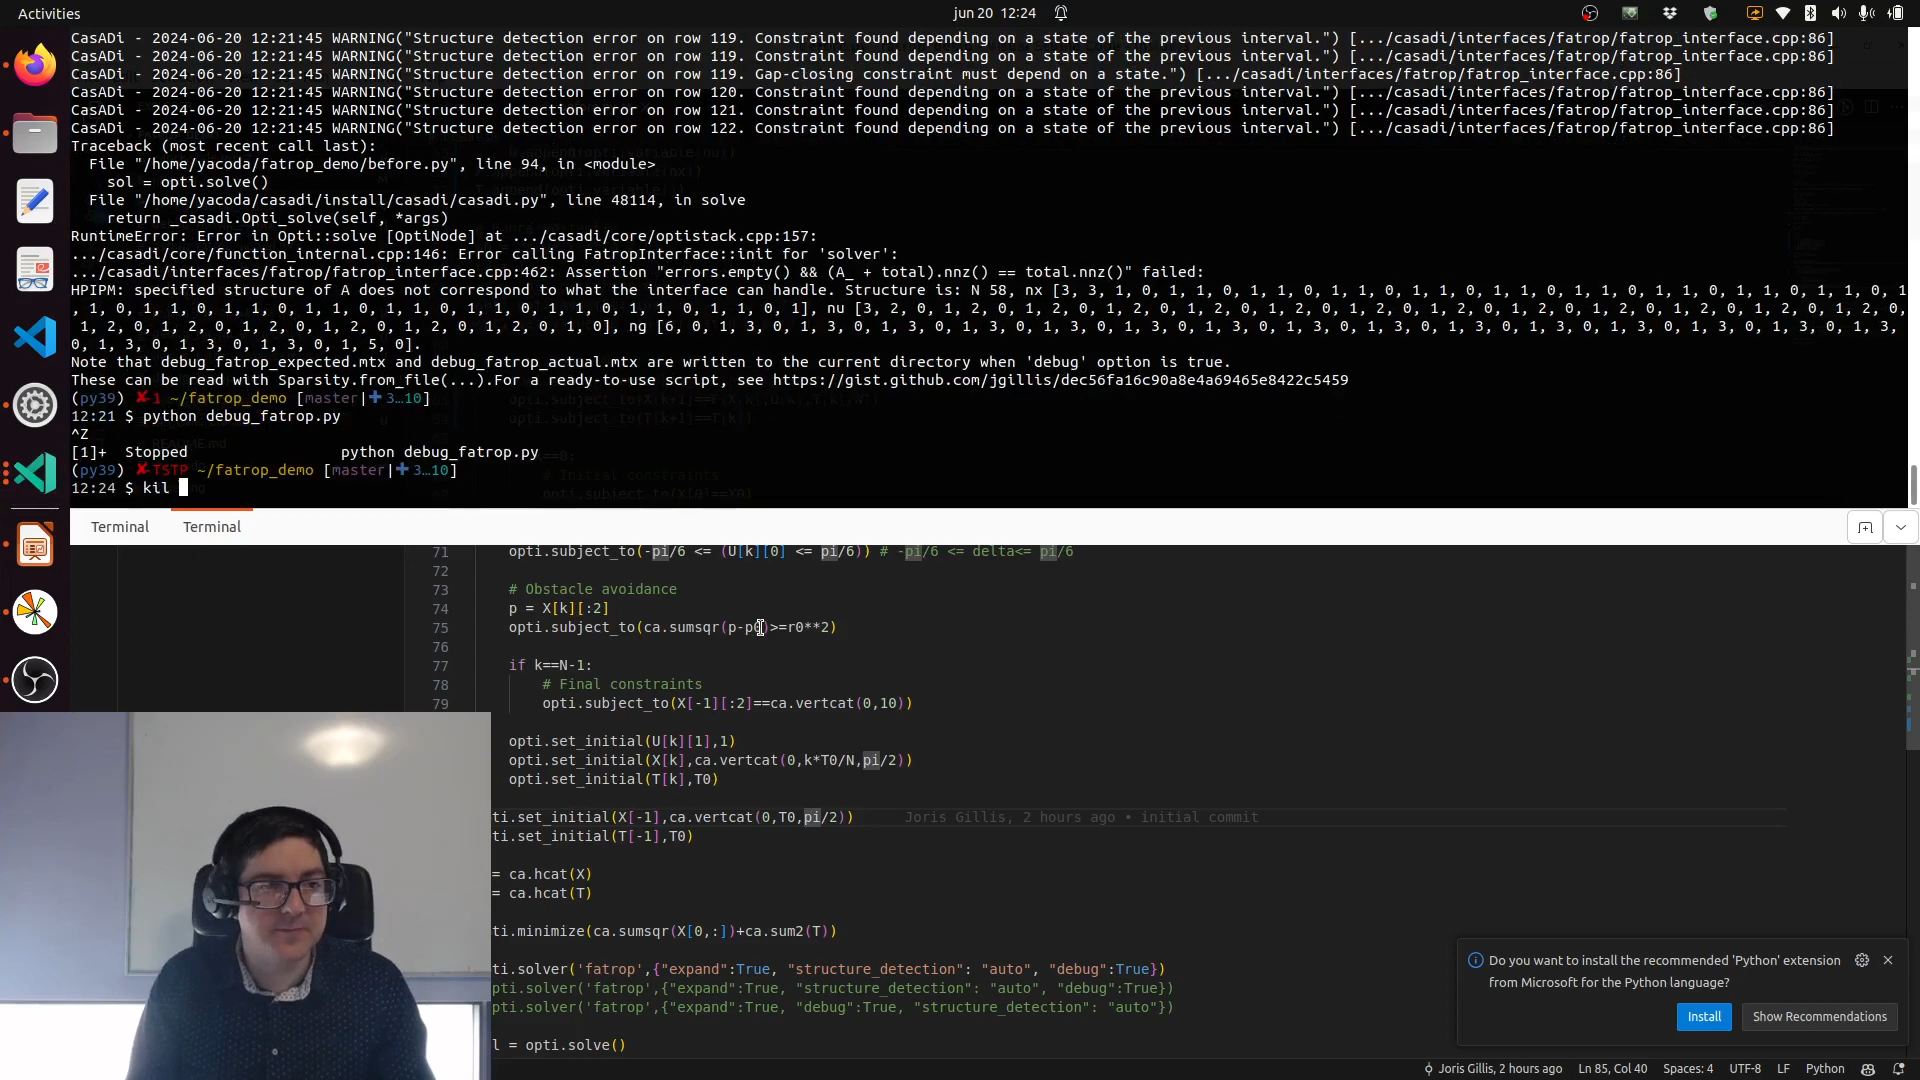 Activities
jun 20 12:24
CasADi - 2024-06-20 12:21:45 WARNING("Structure detection error on row 119. Constraint found depending on a state of the previous interval.") [.../casadi/interfaces/fatrop/fatrop_interface.cpp:86]
CasADi - 2024-06-20 12:21:45 WARNING("Structure detection error on row 119. Constraint found depending on a state of the previous interval.") [.../casadi/interfaces/fatrop/fatrop_interface.cpp:86]
CasADi - 2024-06-20 12:21:45 WARNING("Structure detection error on row 119. Gap-closing constraint must depend on a state.") [.../casadi/interfaces/fatrop/fatrop_interface.cpp:86]
CasADi - 2024-06-20 12:21:45 WARNING("Structure detection error on row 120. Constraint found depending on a state of the previous interval.") [.../casadi/interfaces/fatrop/fatrop_interface.cpp:86]
CasADi - 2024-06-20 12:21:45 WARNING("Structure detection error on row 121. Constraint found depending on a state of the previous interval.") [.../casadi/interfaces/fatrop/fatrop_interface.cpp:86]
CasADi - 2024-06-20 12:21:45 WARNING("Structure detection error on row 122. Constraint found depending on a state of the previous interval.") [.../casadi/interfaces/fatrop/fatrop_interface.cpp:86]
Traceback (most recent call last):
File "/home/yacoda/fatrop_demo/before.py", line 94, in <module>
sol = opti.solve()
File "/home/yacoda/casadi/install/casadi/casadi.py", line 48114, in solve
return _casadi.Opti_solve(self, *args)
RuntimeError: Error in Opti::solve [OptiNode] at .../casadi/core/optistack.cpp:157:
.../casadi/core/function_internal.cpp:146: Error calling FatropInterface::init for 'solver':
.../casadi/interfaces/fatrop/fatrop_interface.cpp:462: Assertion "errors.empty() && (A_ + total).nnz() == total.nnz()" failed:
HPIPM: specified structure of A does not correspond to what the interface can handle. Structure is: N 58, nx [3, 3, 1, 0, 1, 1, 0, 1, 1, 0, 1, 1, 0, 1, 1, 0, 1, 1, 0, 1, 1, 0, 1, 1, 0, 1, 1, 0, 1, 1, 0, 1
, 1, 0, 1, 1, 0, 1, 1, 0, 1, 1, 0, 1, 1, 0, 1, 1, 0, 1, 1, 0, 1, 1, 0, 1, 1, 0, 1], nu [3, 2, 0, 1, 2, 0, 1, 2, 0, 1, 2, 0, 1, 2, 0, 1, 2, 0, 1, 2, 0, 1, 2, 0, 1, 2, 0, 1, 2, 0, 1, 2, 0, 1, 2, 0, 1, 2, 0,
1, 2, 0, 1, 2, 0, 1, 2, 0, 1, 2, 0, 1, 2, 0, 1, 2, 0, 1, 0], ng [6, 0, 1, 3, 0, 1, 3, 0, 1, 3, 0, 1, 3, 0, 1, 3, 0, 1, 3, 0, 1, 3, 0, 1, 3, 0, 1, 3, 0, 1, 3, 0, 1, 3, 0, 1, 3, 0, 1, 3, 0, 1, 3, 0, 1, 3,
0, 1, 3, 0, 1, 3, 0, 1, 3, 0, 1, 5, 0].
Note that debug_fatrop_expected.mtx and debug_fatrop_actual.mtx are written to the current directory when 'debug' option is true.
These can be read with Sparsity.from_file(...).For a ready-to-use script, see https://gist.github.com/jgillis/dec56fa16c90a8e4a69465e8422c5459
(py39) ✘-1 ~/fatrop_demo [master|✚ 3…10]
12:21 $ python debug_fatrop.py
^Z
[1]+ Stopped python debug_fatrop.py
(py39) ✘-TSTP ~/fatrop_demo [master|✚ 3…10]
12:24 $ kil
Terminal Terminal
71 opti.subject_to(-pi/6 <= (U[k][0] <= pi/6)) # -pi/6 <= delta<= pi/6
72
73 # Obstacle avoidance
74 p = X[k][:2]
75 opti.subject_to(ca.sumsqr(p-p0)>=r0**2)
76
77 if k==N-1:
78 # Final constraints
79 opti.subject_to(X[-1][:2]==ca.vertcat(0,10))
opti.set_initial(U[k][1],1)
opti.set_initial(X[k],ca.vertcat(0,k*T0/N,pi/2))
opti.set_initial(T[k],T0)
ti.set_initial(X[-1],ca.vertcat(0,T0,pi/2)) Joris Gillis, 2 hours ago • initial commit
ti.set_initial(T[-1],T0)
= ca.hcat(X)
= ca.hcat(T)
ti.minimize(ca.sumsqr(X[0,:])+ca.sum2(T))
ti.solver('fatrop',{"expand":True, "structure_detection": "auto", "debug":True})
pti.solver('fatrop',{"expand":True, "structure_detection": "auto", "debug":True})
pti.solver('fatrop',{"expand":True, "debug":True, "structure_detection": "auto"})
l = opti.solve()
Do you want to install the recommended 'Python' extension
from Microsoft for the Python language?
Install Show Recommendations
Joris Gillis, 2 hours ago Ln 85, Col 40 Spaces: 4 UTF-8 LF Python